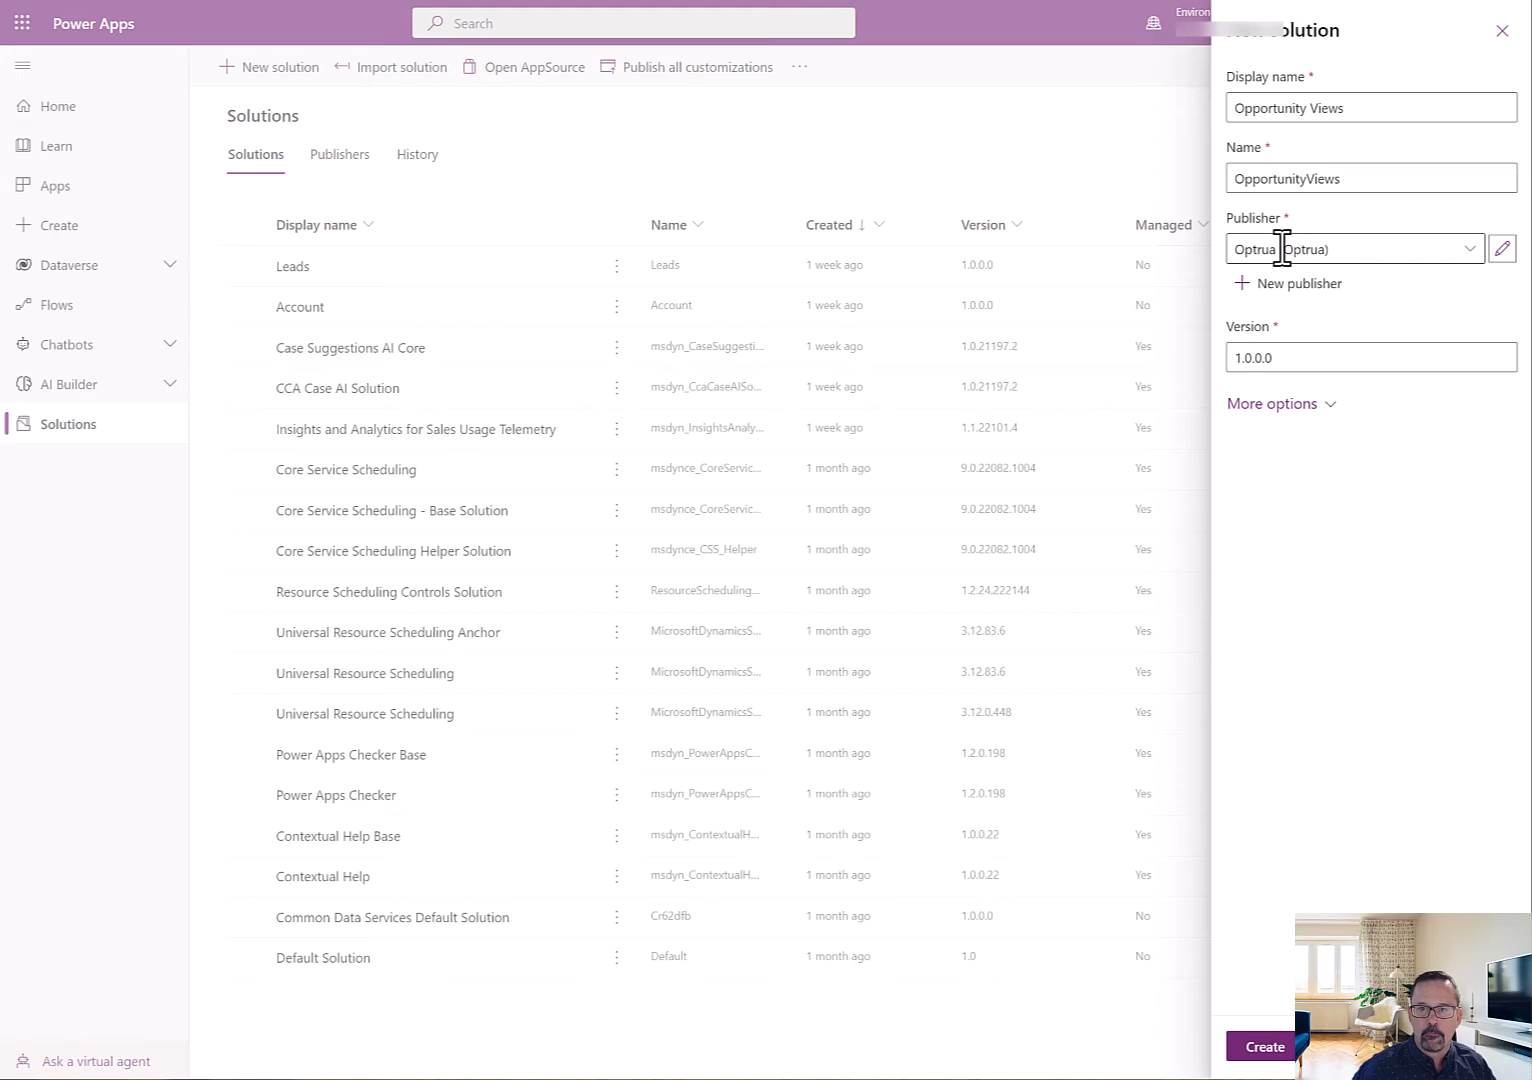 Power Apps
Search
Environ
olution
New solution
Import solution
Open AppSource
Publish all customizations
Home
Learn
Apps
Create
Dataverse
Flows
Chatbots
AI Builder
Solutions
Ask a virtual agent
Solutions
Solutions Publishers History
Display name Name Created ↓ Version Managed
Leads Leads 1 week ago 1.0.0.0 No
Account Account 1 week ago 1.0.0.0 No
Case Suggestions AI Core msdyn_CaseSuggesti... 1 week ago 1.0.21197.2 Yes
CCA Case AI Solution msdyn_CcaCaseAISo... 1 week ago 1.0.21197.2 Yes
Insights and Analytics for Sales Usage Telemetry msdyn_InsightsAnaly... 1 week ago 1.1.22101.4 Yes
Core Service Scheduling msdynce_CoreServic... 1 month ago 9.0.22082.1004 Yes
Core Service Scheduling - Base Solution msdynce_CoreServic... 1 month ago 9.0.22082.1004 Yes
Core Service Scheduling Helper Solution msdynce_CSS_Helper 1 month ago 9.0.22082.1004 Yes
Resource Scheduling Controls Solution ResourceScheduling... 1 month ago 1.2.24.222144 Yes
Universal Resource Scheduling Anchor MicrosoftDynamicsS... 1 month ago 3.12.83.6 Yes
Universal Resource Scheduling MicrosoftDynamicsS... 1 month ago 3.12.83.6 Yes
Universal Resource Scheduling MicrosoftDynamicsS... 1 month ago 3.12.0.448 Yes
Power Apps Checker Base msdyn_PowerAppsC... 1 month ago 1.2.0.198 Yes
Power Apps Checker msdyn_PowerAppsC... 1 month ago 1.2.0.198 Yes
Contextual Help Base msdyn_ContextualH... 1 month ago 1.0.0.22 Yes
Contextual Help msdyn_ContextualH... 1 month ago 1.0.0.22 Yes
Common Data Services Default Solution Cr62dfb 1 month ago 1.0.0.0 No
Default Solution Default 1 month ago 1.0 No
Display name *
Opportunity Views
Name *
OpportunityViews
Publisher *
Optrua (Optrua)
New publisher
Version *
1.0.0.0
More options
Create